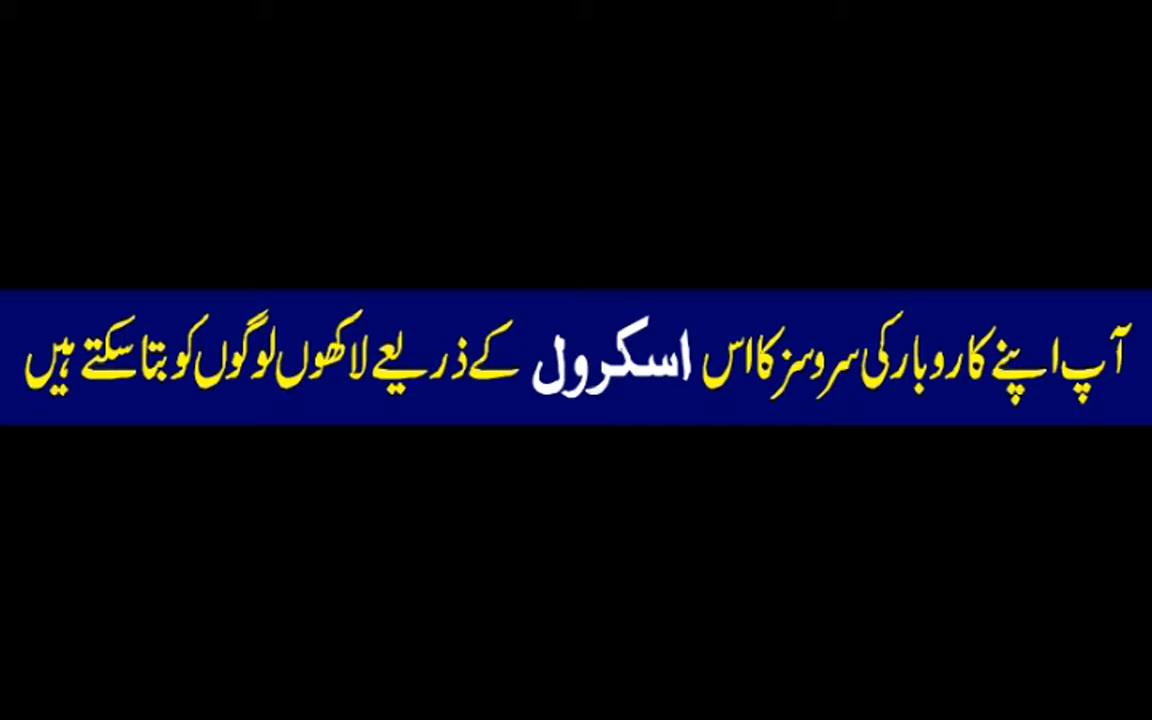 آپ اپنے کاروبار کی سروسز کا اس اسکرول کے ذریعے لاکھوں لوگوں کو بتا سکتے ہیں